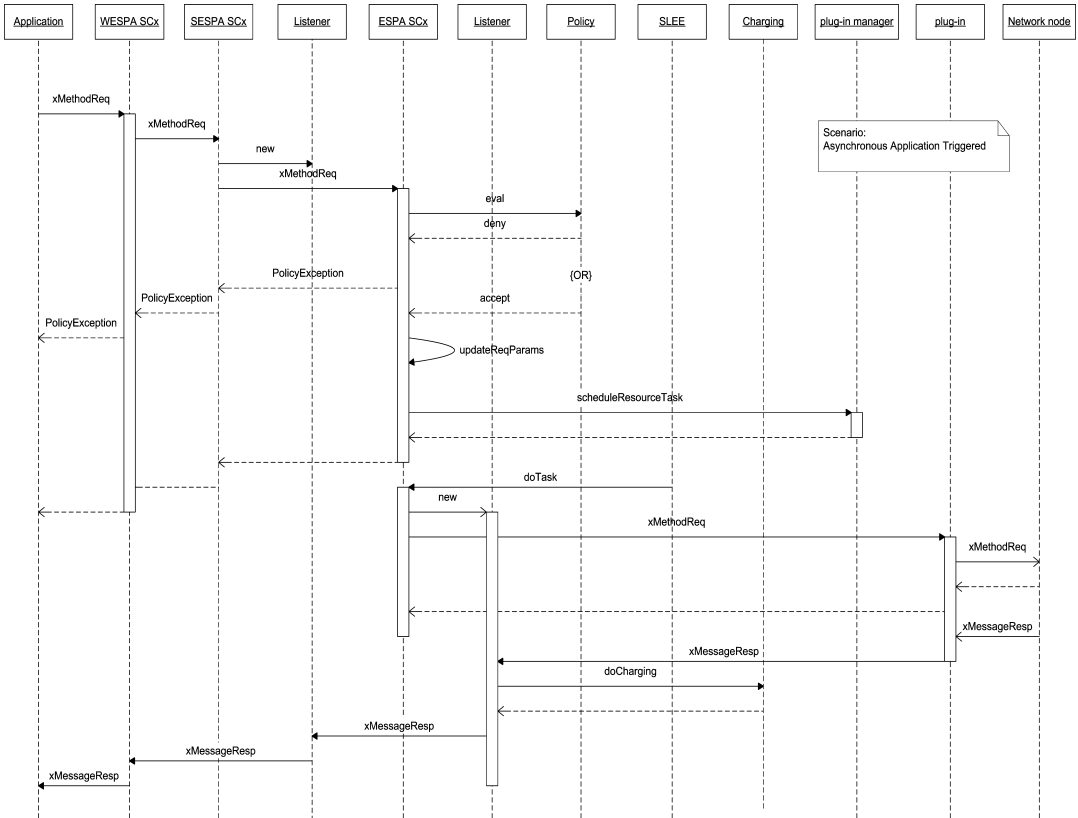 Application
WESPA SCx
SESPA SCx
Listener
ESPA SCx
Listener
Policy
SLEE
Charging
plug-in manager
plug-in
Network node
xMethodReq
xMethodReq
Scenario:
Asynchronous Application Triggered
new
xMethodReq
eval
deny
PolicyException
{OR}
PolicyException
accept
PolicyException
updateReqParams
scheduleResourceTask
doTask
new
xMethodReq
xMethodReq
xMessageResp
xMessageResp
doCharging
xMessageResp
xMessageResp
xMessageResp